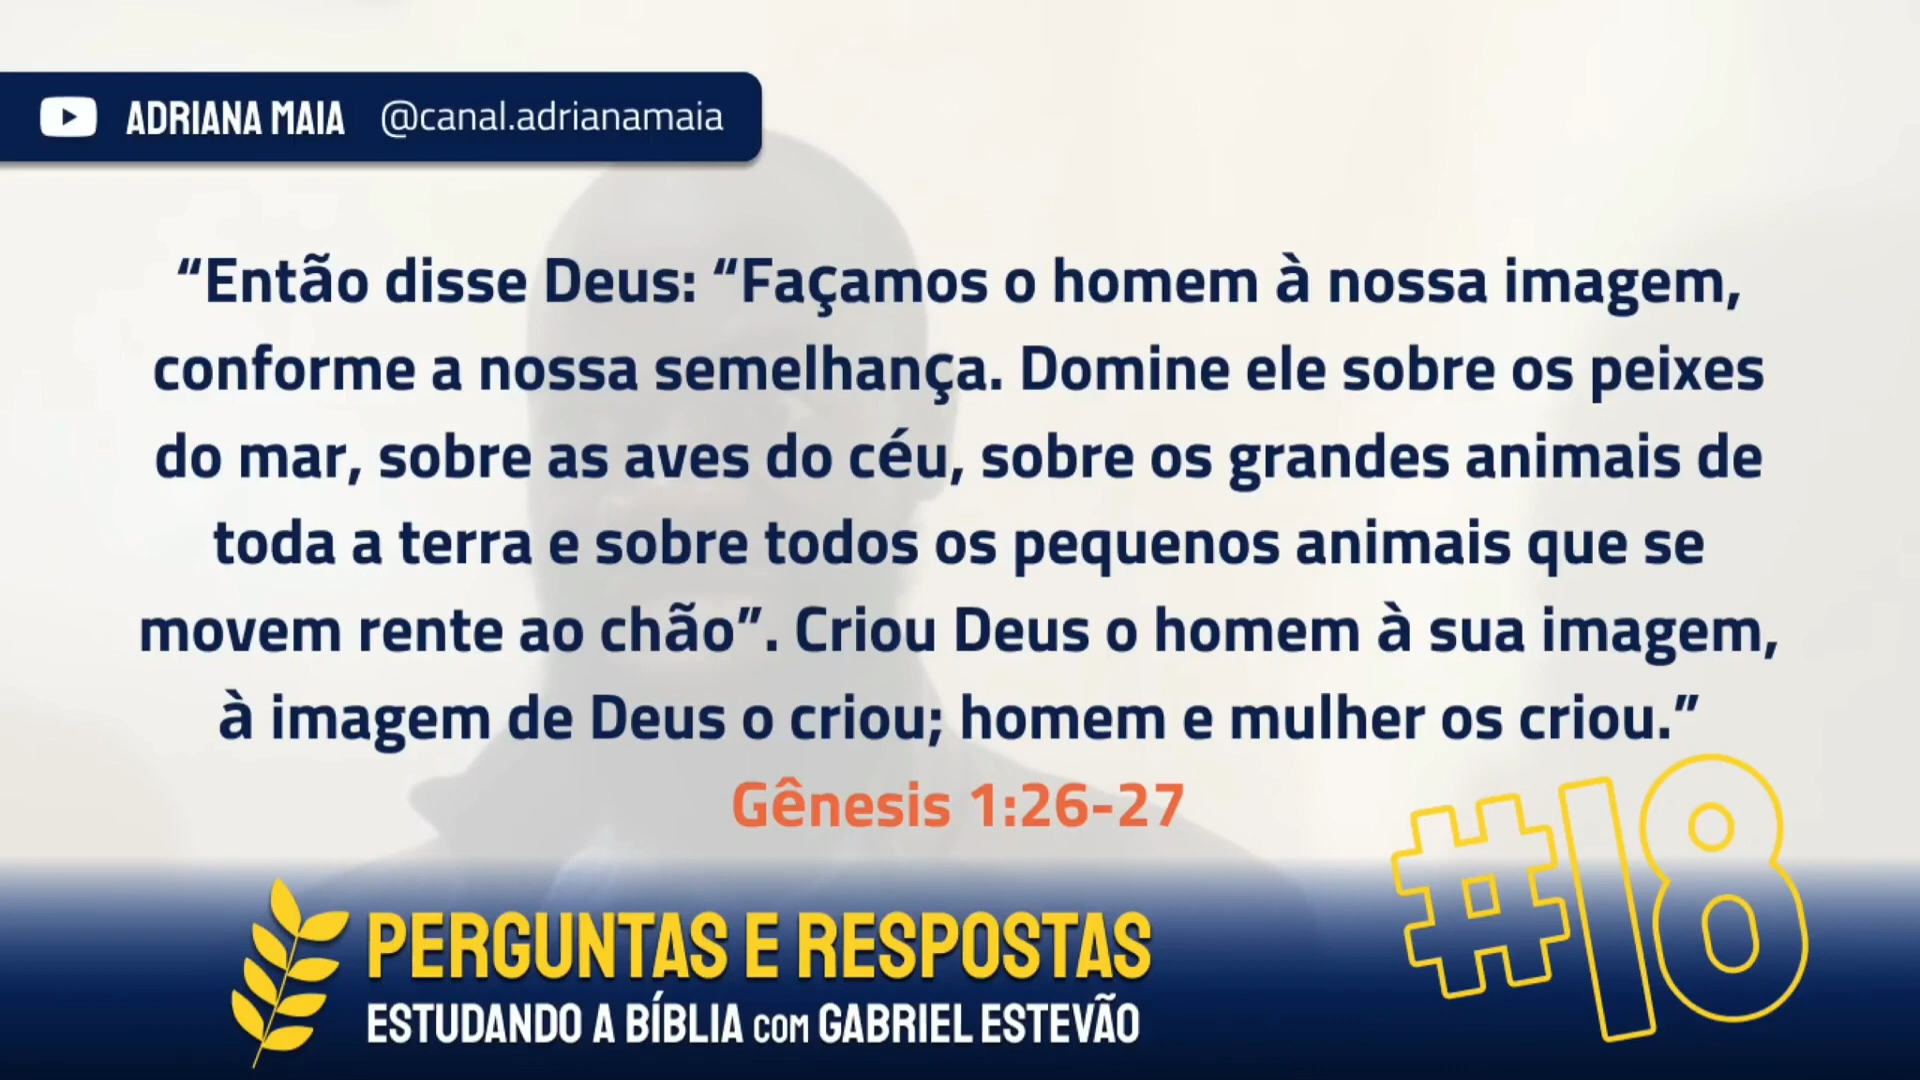 ADRIANA MAIA @canal.adrianamaia
“Então disse Deus: “Façamos o homem à nossa imagem,
conforme a nossa semelhança. Domine ele sobre os peixes
do mar, sobre as aves do céu, sobre os grandes animais de
toda a terra e sobre todos os pequenos animais que se
movem rente ao chão”. Criou Deus o homem à sua imagem,
à imagem de Deus o criou; homem e mulher os criou.”
Gênesis 1:26-27
#18
PERGUNTAS E RESPOSTAS
ESTUDANDO A BÍBLIA COM GABRIEL ESTEVÃO